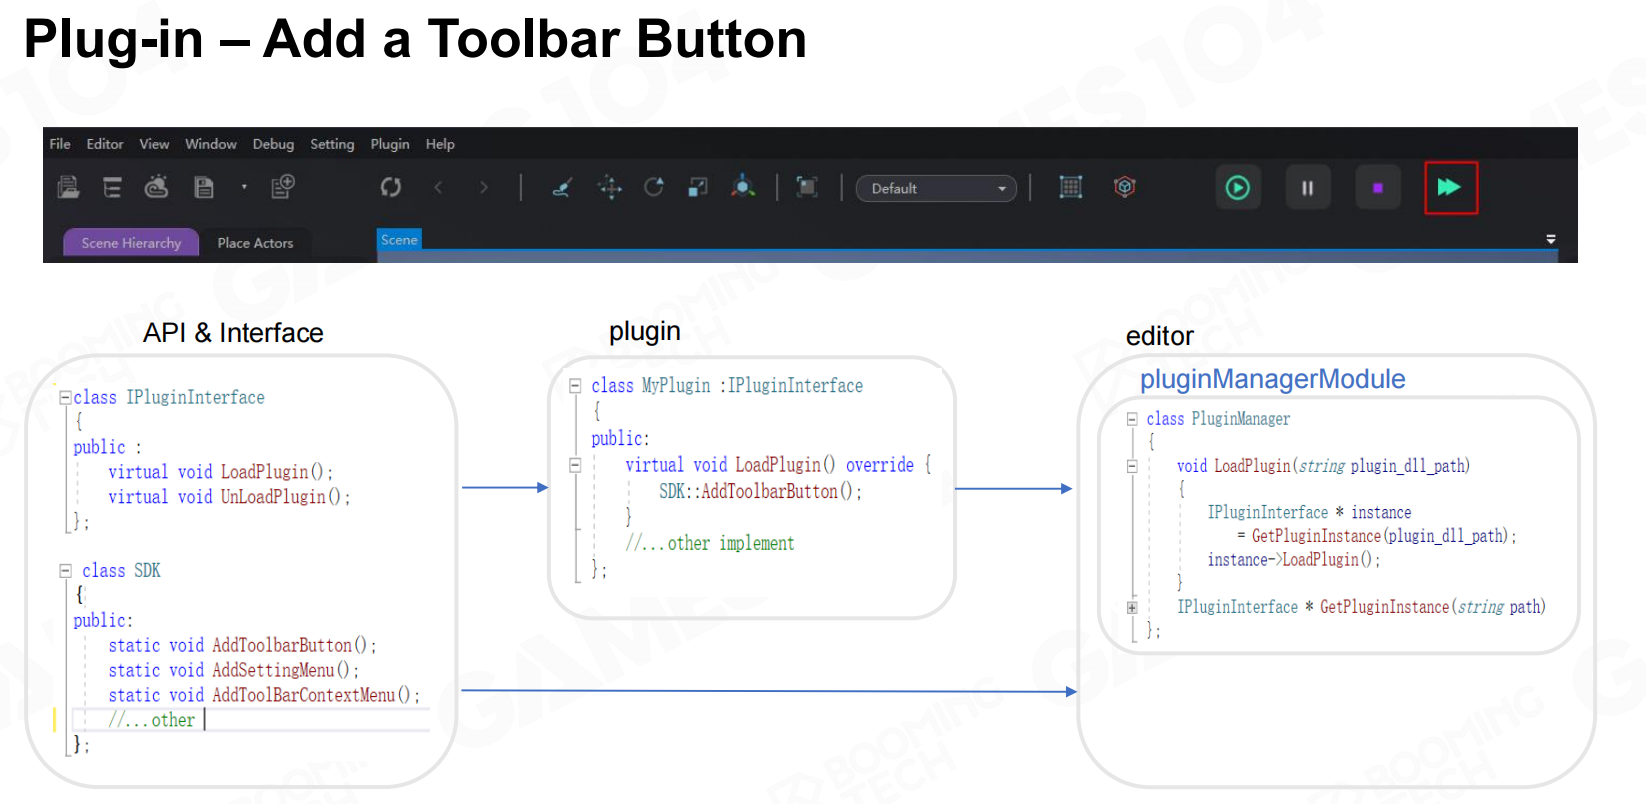 Plug-in – Add a Toolbar Button
File Editor View Window Debug Setting Plugin Help
Default
Scene Hierarchy Place Actors Scene
API & Interface
class IPluginInterface
{
public :
virtual void LoadPlugin();
virtual void UnLoadPlugin();
};
class SDK
{
public:
static void AddToolbarButton();
static void AddSettingMenu();
static void AddToolBarContextMenu();
//...other
};
plugin
class MyPlugin :IPluginInterface
{
public:
virtual void LoadPlugin() override {
SDK::AddToolbarButton();
}
//...other implement
};
editor
pluginManagerModule
class PluginManager
{
void LoadPlugin(string plugin_dll_path)
{
IPluginInterface * instance
= GetPluginInstance(plugin_dll_path);
instance->LoadPlugin();
}
IPluginInterface * GetPluginInstance(string path)
};
GAMES104
BOOMING
TECH